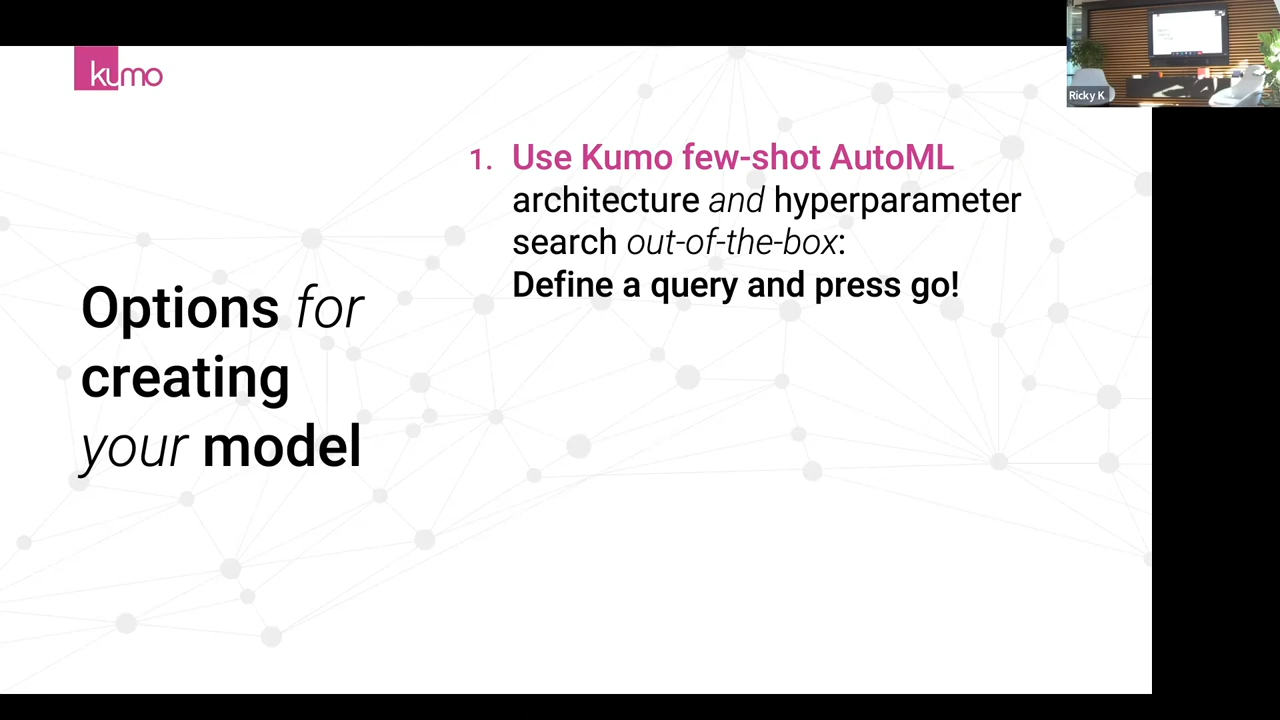 kumo
Ricky K
1. Use Kumo few-shot AutoML
architecture and hyperparameter
search out-of-the-box:
Define a query and press go!
Options for
creating
your model